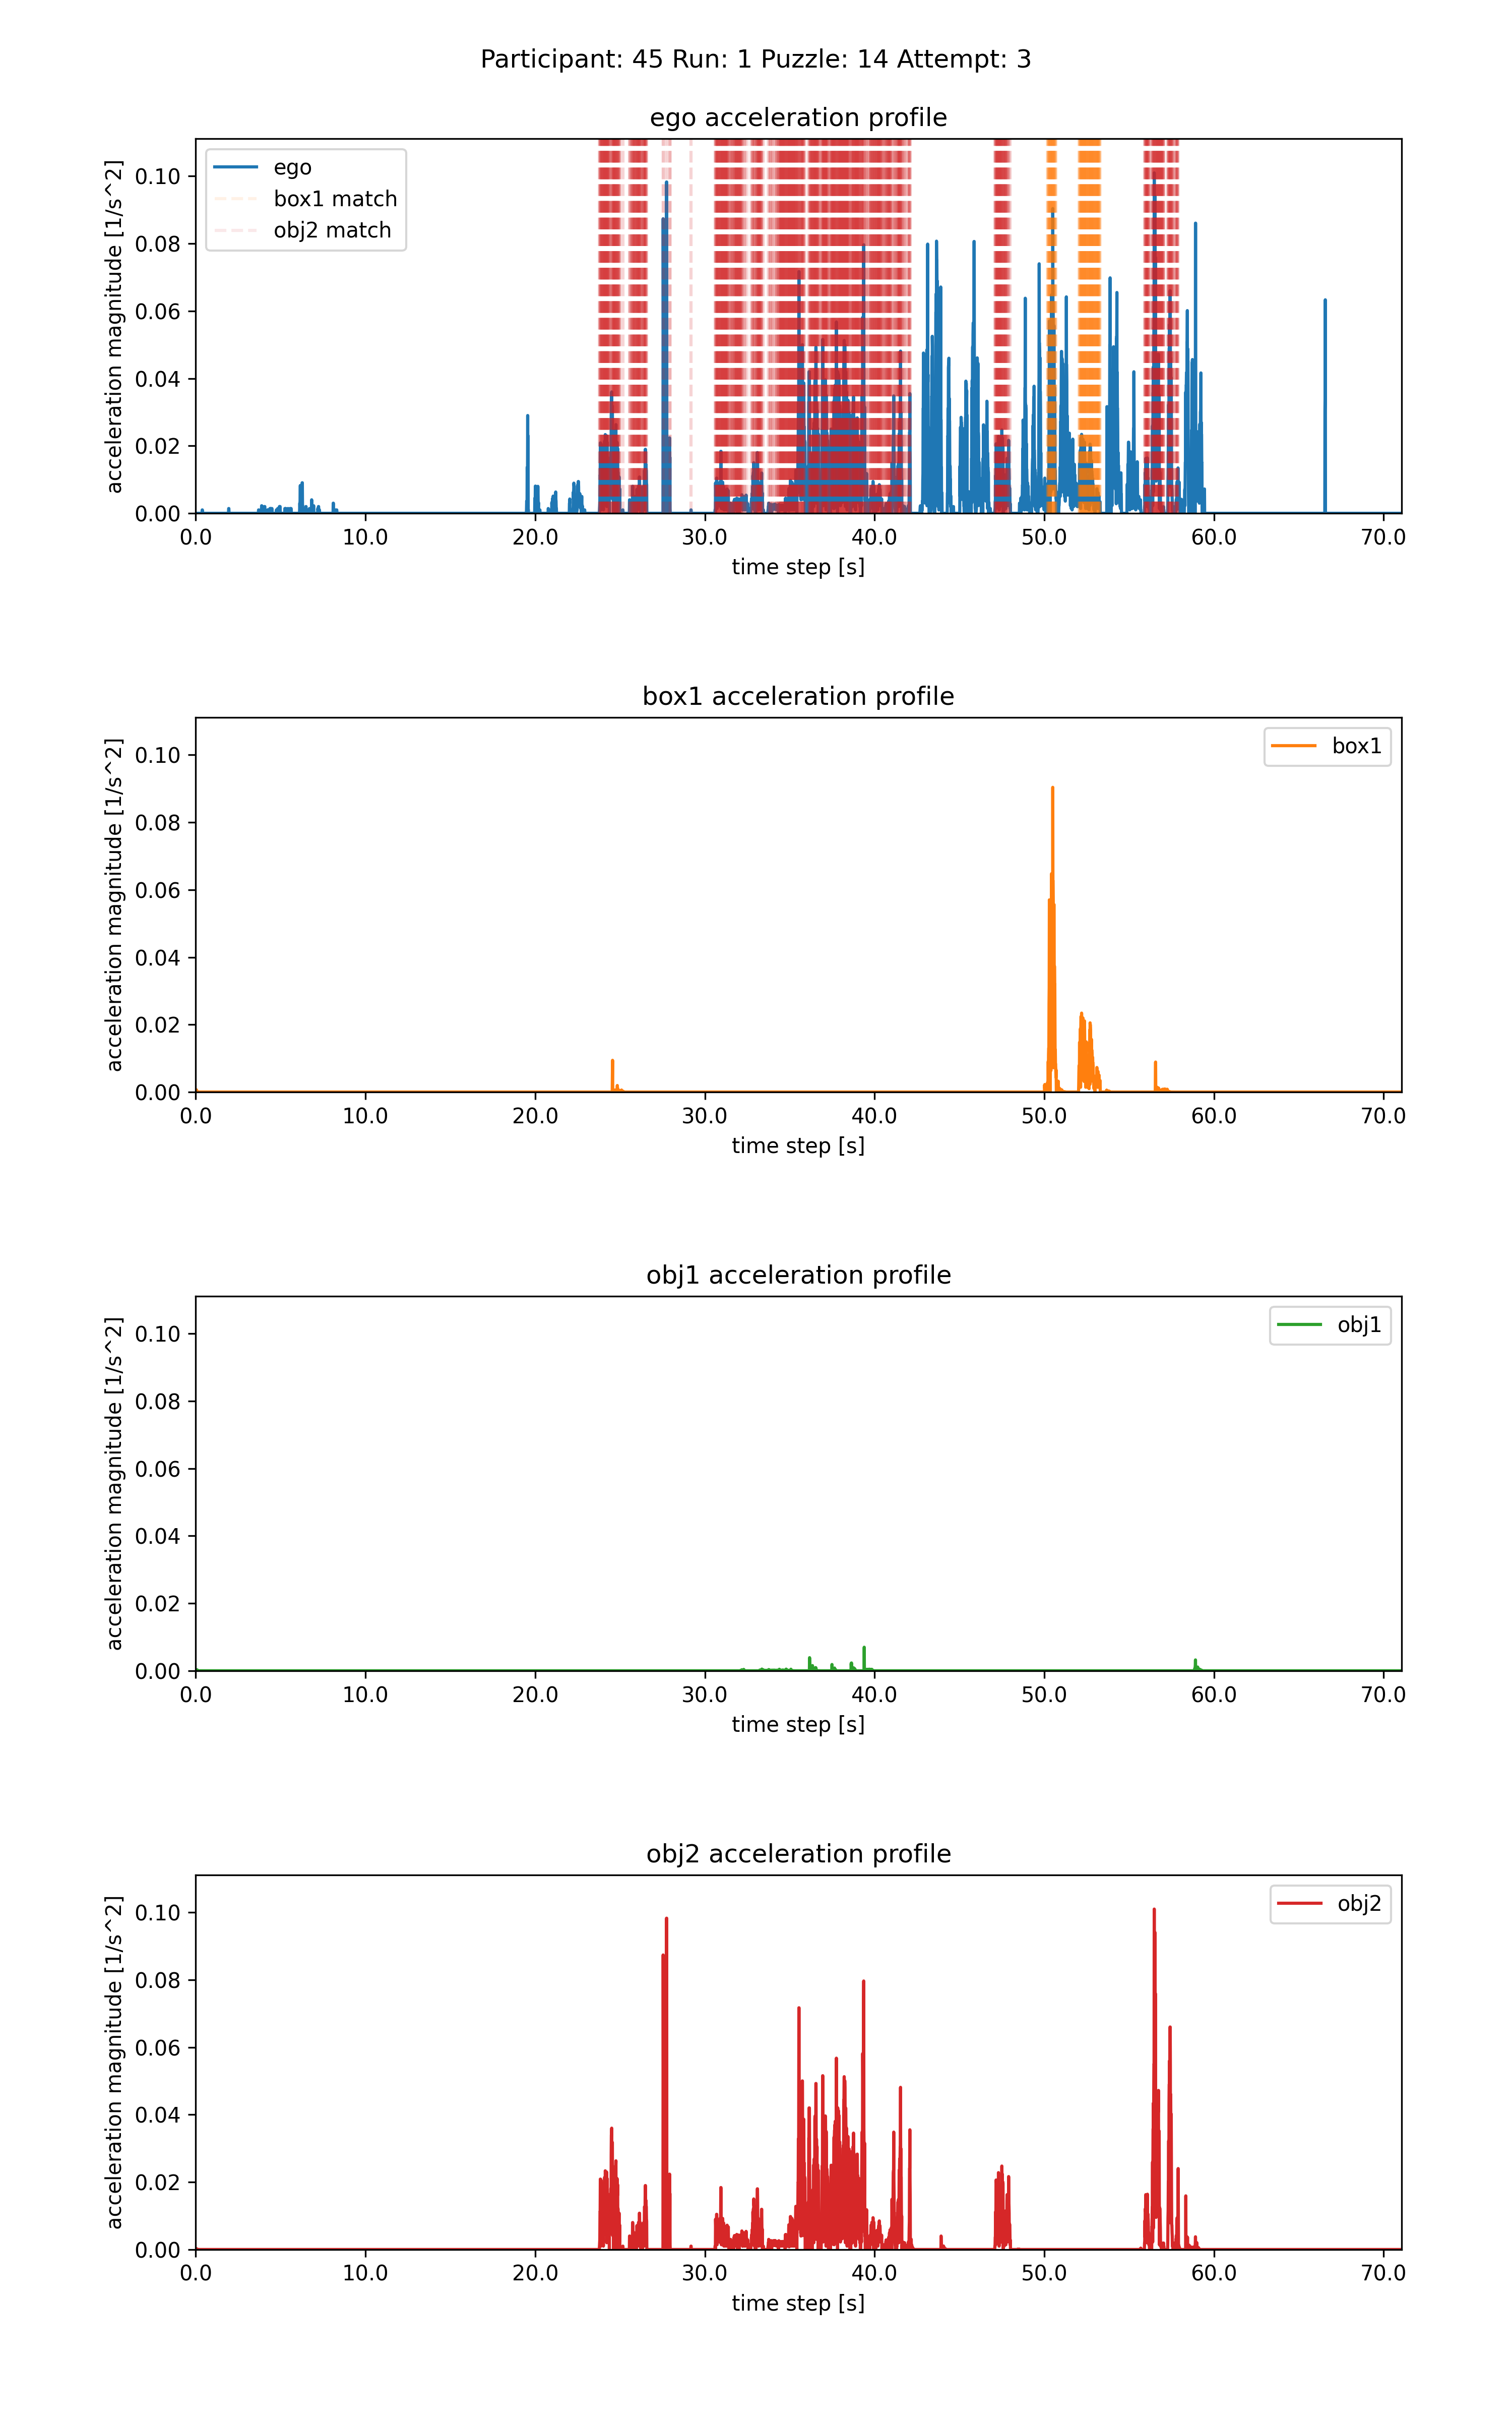 Participant: 45 Run: 1 Puzzle: 14 Attempt: 3
ego acceleration profile
acceleration magnitude [1/s^2]
0.10
0.08
0.06
0.04
0.02
0.00
ego
box1 match
obj2 match
0.0 10.0 20.0 30.0 40.0 50.0 60.0 70.0
time step [s]
box1 acceleration profile
acceleration magnitude [1/s^2]
0.10
0.08
0.06
0.04
0.02
0.00
box1
0.0 10.0 20.0 30.0 40.0 50.0 60.0 70.0
time step [s]
obj1 acceleration profile
acceleration magnitude [1/s^2]
0.10
0.08
0.06
0.04
0.02
0.00
obj1
0.0 10.0 20.0 30.0 40.0 50.0 60.0 70.0
time step [s]
obj2 acceleration profile
acceleration magnitude [1/s^2]
0.10
0.08
0.06
0.04
0.02
0.00
obj2
0.0 10.0 20.0 30.0 40.0 50.0 60.0 70.0
time step [s]